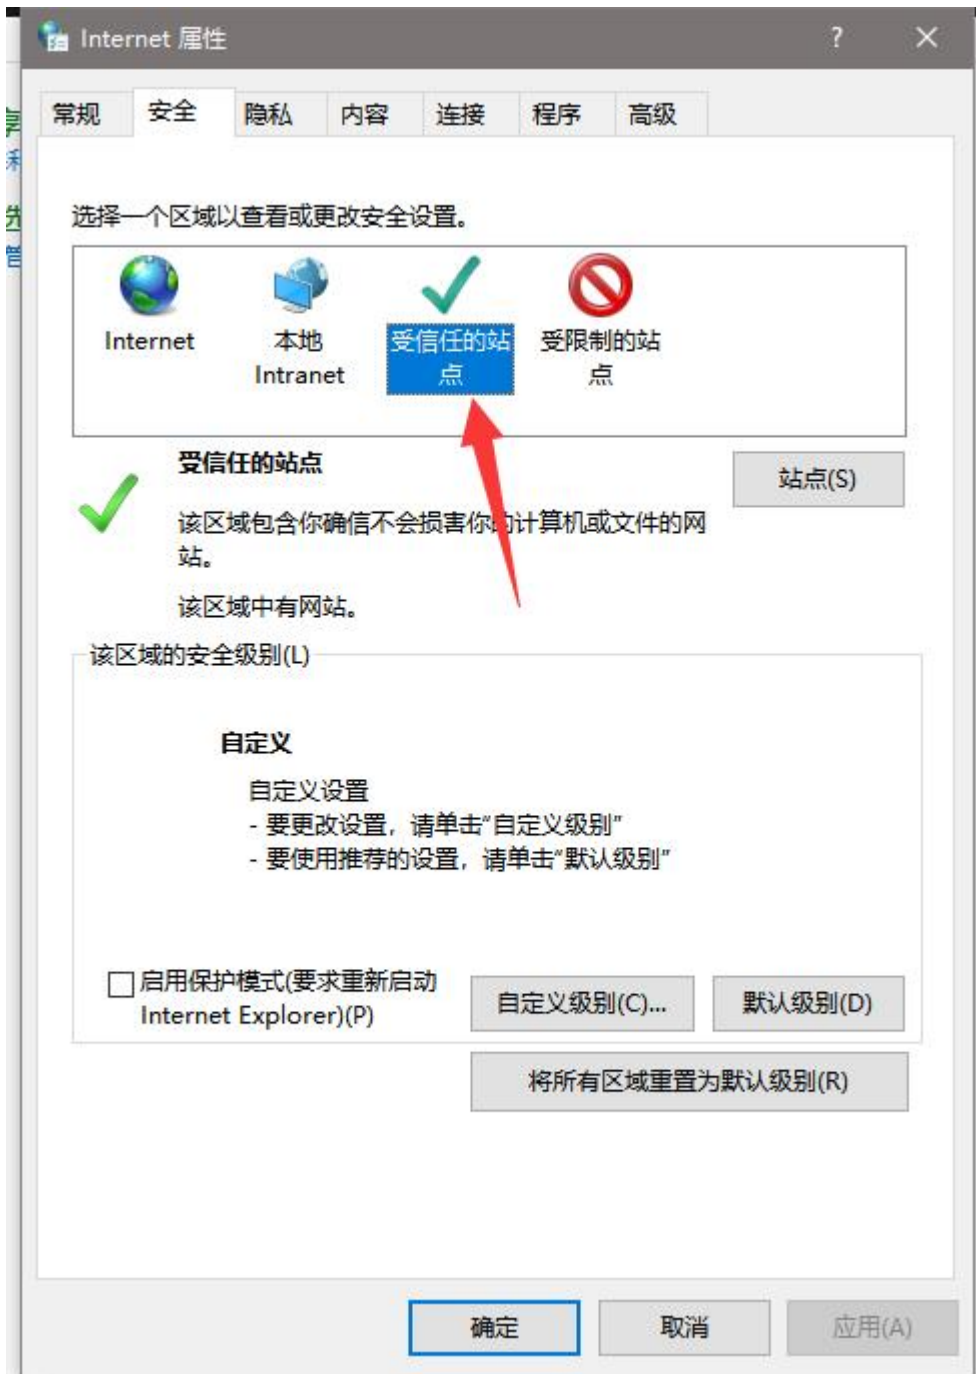 Internet 属性
常规 安全 隐私 内容 连接 程序 高级
选择一个区域以查看或更改安全设置。
Internet
本地
Intranet
受信任的站
点
受限制的站
点
受信任的站点
站点(S)
该区域包含你确信不会损害你的计算机或文件的网
站。
该区域中有网站。
该区域的安全级别(L)
自定义
自定义设置
- 要更改设置，请单击“自定义级别”
- 要使用推荐的设置，请单击“默认级别”
启用保护模式(要求重新启动
Internet Explorer)(P)
自定义级别(C)...
默认级别(D)
将所有区域重置为默认级别(R)
确定 取消 应用(A)